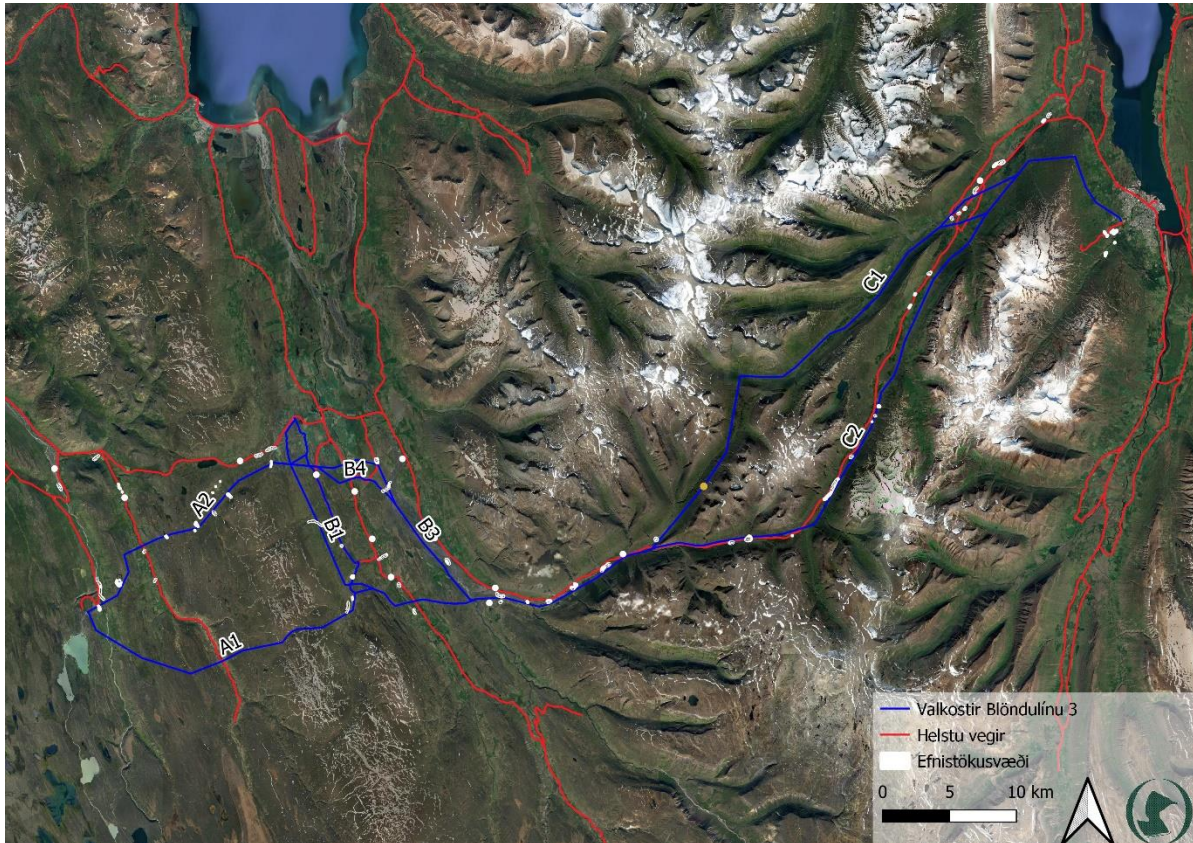 C1
C2
A2
B4
B1
B3
A1
Valkostir Blöndulínu 3
Helstu vegir
Efnistökusvæði
0 5 10 km